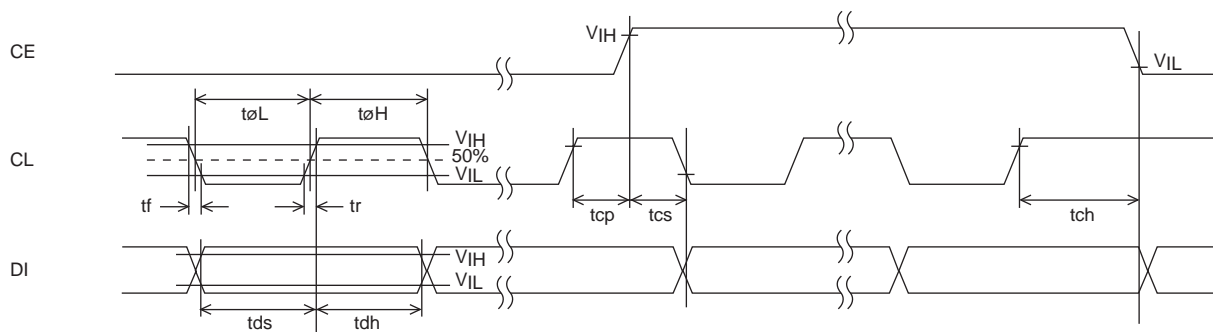 CE
VIH
VIL
tøL
tøH
CL
VIH
50%
VIL
tf
tr
tcp
tcs
tch
DI
VIH
VIL
tds
tdh